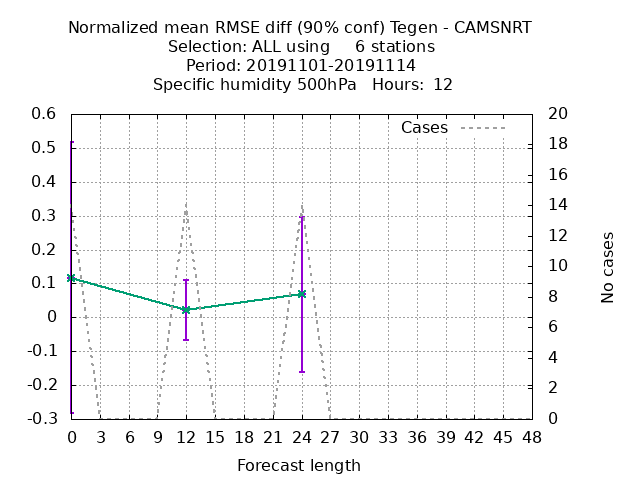 Normalized mean RMSE diff (90% conf) Tegen - CAMSNRT
Selection: ALL using     6 stations
Period: 20191101-20191114
Specific humidity 500hPa   Hours:  12
Cases
0.6
0.5
0.4
0.3
0.2
0.1
0
-0.1
-0.2
-0.3
20
18
16
14
12
10
8
6
4
2
0
No cases
0 3 6 9 12 15 18 21 24 27 30 33 36 39 42 45 48
Forecast length